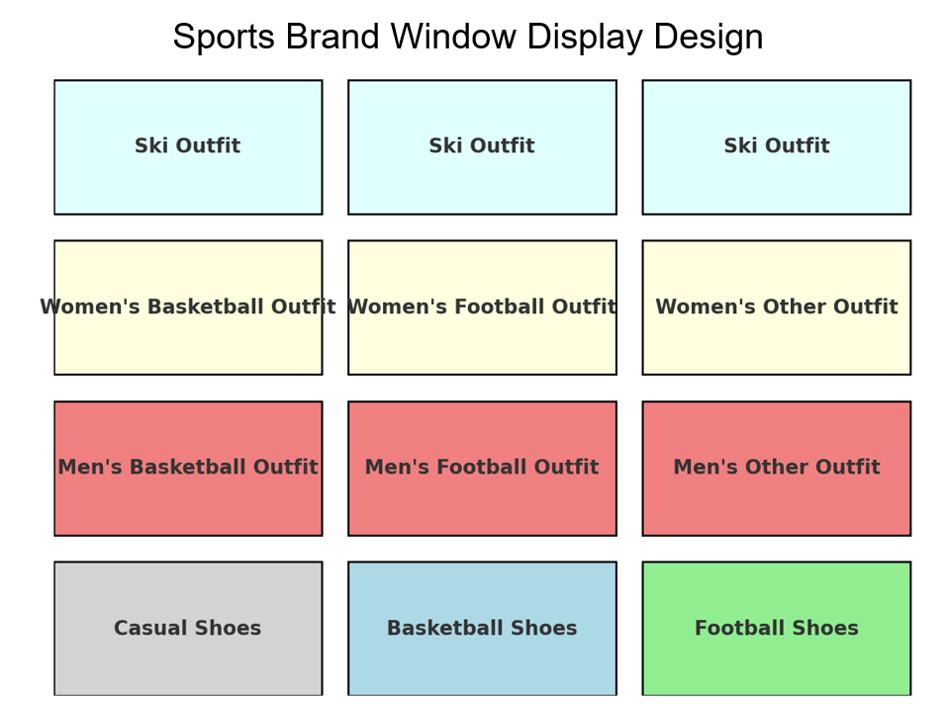 Sports Brand Window Display Design
Ski Outfit
Ski Outfit
Ski Outfit
Women's Basketball Outfit
Women's Football Outfit
Women's Other Outfit
Men's Basketball Outfit
Men's Football Outfit
Men's Other Outfit
Casual Shoes
Basketball Shoes
Football Shoes